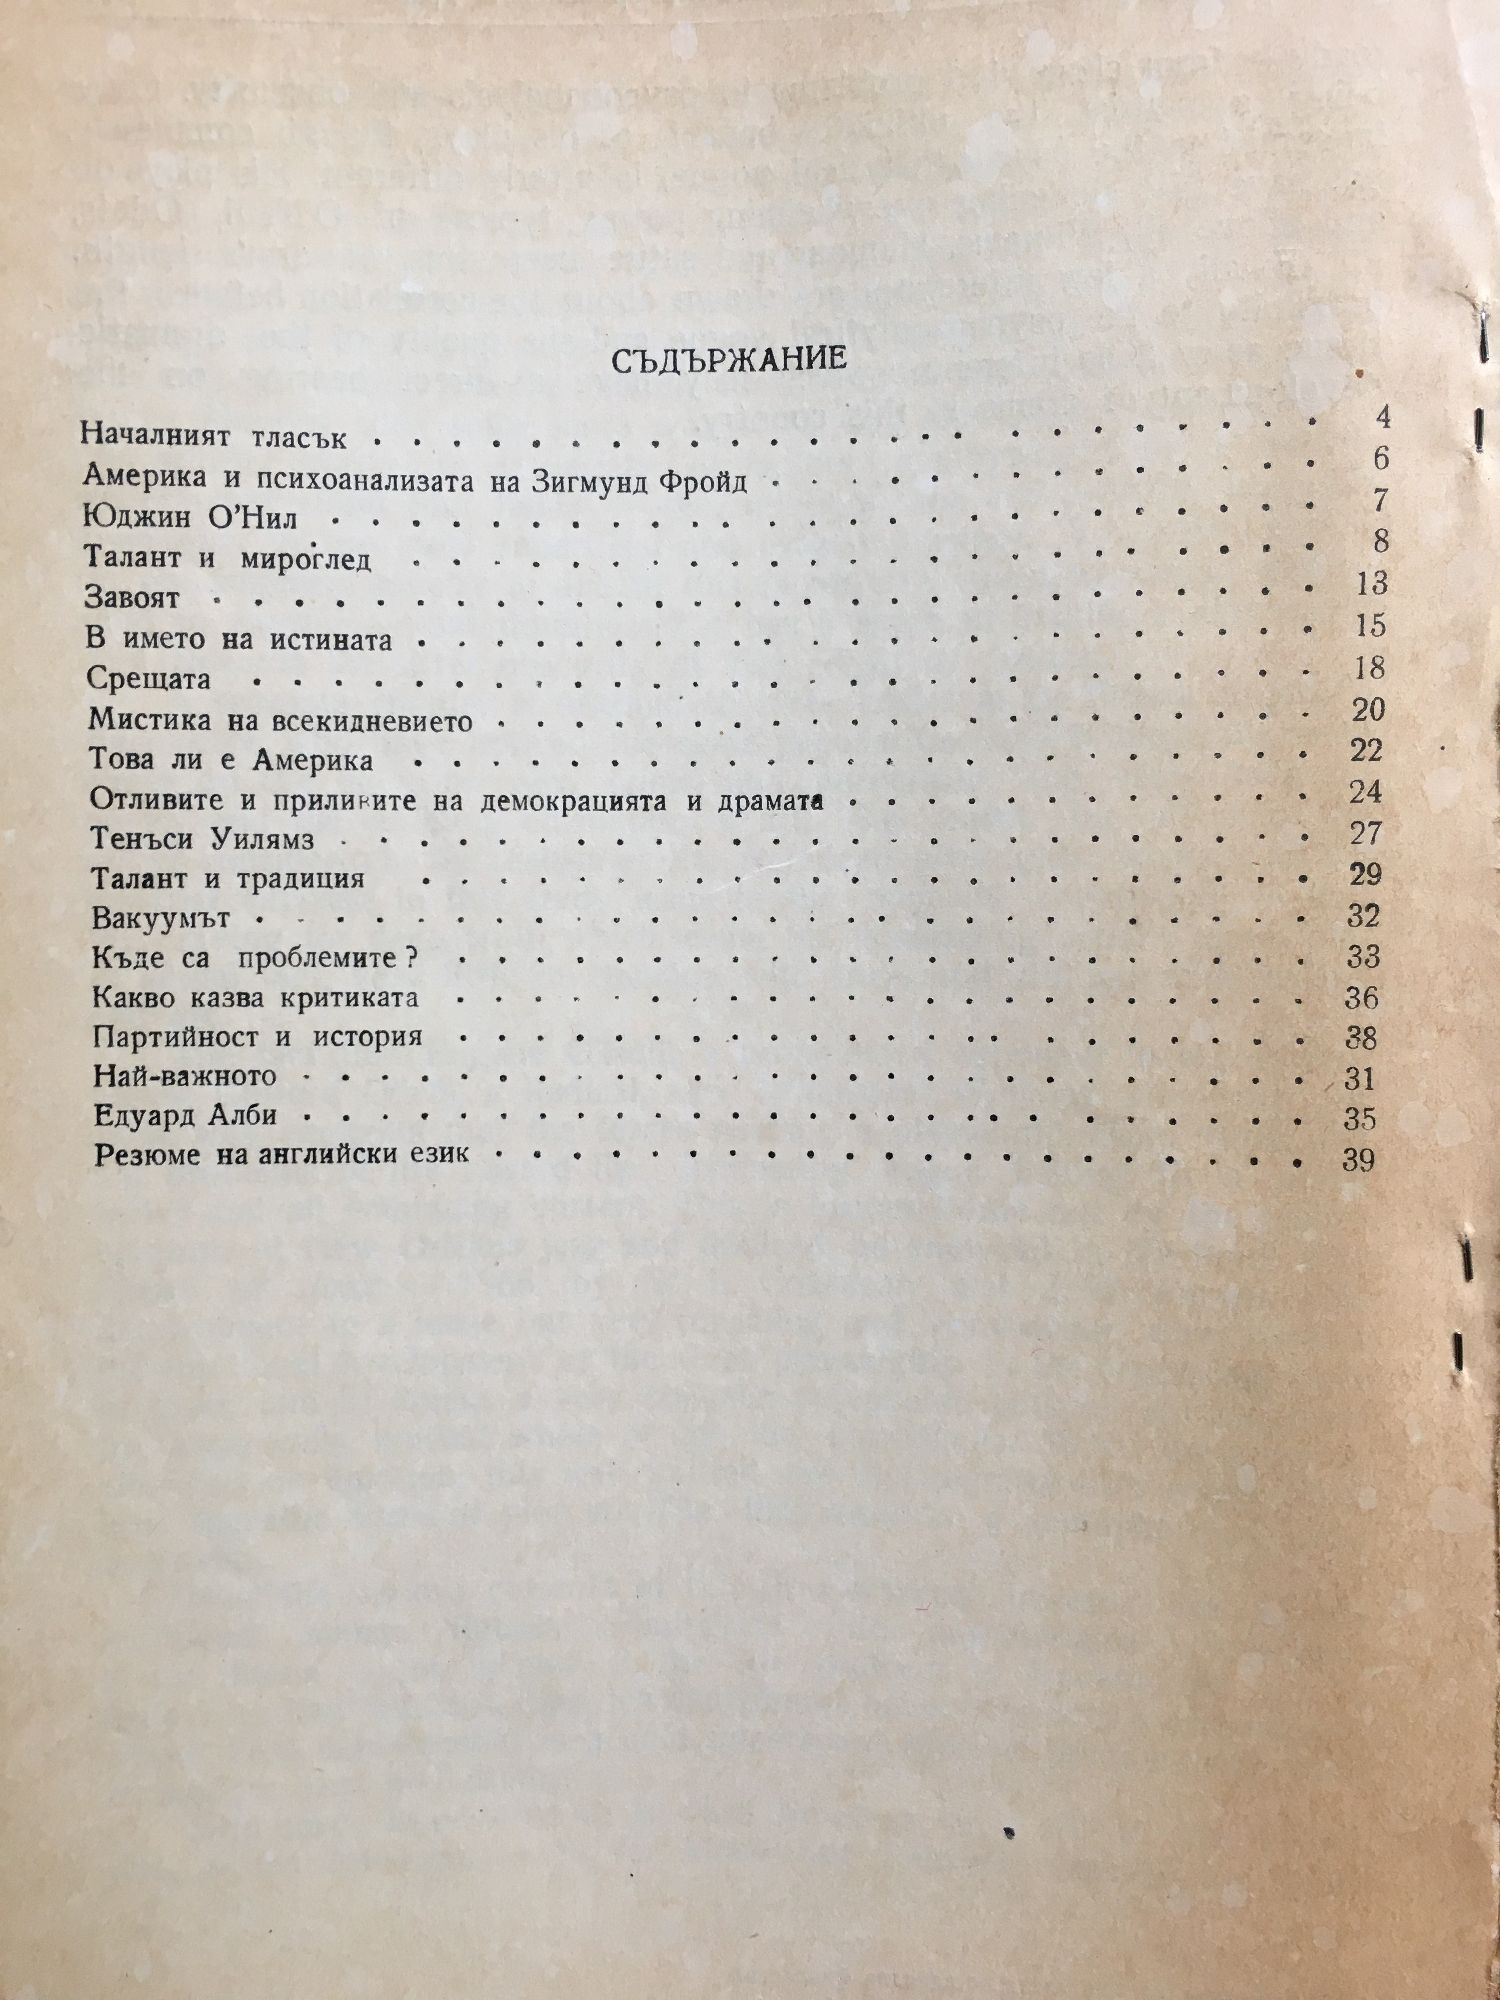 СЪДЪРЖАНИЕ
Началният тласък . . . . . . . . . . . . . . . . . . . . . . . . 4
Америка и психоанализата на Зигмунд Фройд . . . . . . . . . . . . . . 6
Юджин О'Нил . . . . . . . . . . . . . . . . . . . . . . . . . 7
Талант и мироглед . . . . . . . . . . . . . . . . . . . . . . . 8
Завоят . . . . . . . . . . . . . . . . . . . . . . . . . . . . 13
В името на истината . . . . . . . . . . . . . . . . . . . . . . . 15
Срещата . . . . . . . . . . . . . . . . . . . . . . . . . . . 18
Мистика на всекидневието . . . . . . . . . . . . . . . . . . . . . 20
Това ли е Америка . . . . . . . . . . . . . . . . . . . . . . . 22
Отливите и приливите на демокрацията и драмата . . . . . . . . . . . . 24
Тенъси Уилямз . . . . . . . . . . . . . . . . . . . . . . . . . 27
Талант и традиция . . . . . . . . . . . . . . . . . . . . . . . 29
Вакуумът . . . . . . . . . . . . . . . . . . . . . . . . . . . 32
Къде са проблемите ? . . . . . . . . . . . . . . . . . . . . . . 33
Какво казва критиката . . . . . . . . . . . . . . . . . . . . . . 36
Партийност и история . . . . . . . . . . . . . . . . . . . . . . 38
Най-важното . . . . . . . . . . . . . . . . . . . . . . . . . . 31
Едуард Алби . . . . . . . . . . . . . . . . . . . . . . . . . . 35
Резюме на английски език . . . . . . . . . . . . . . . . . . . . . 39